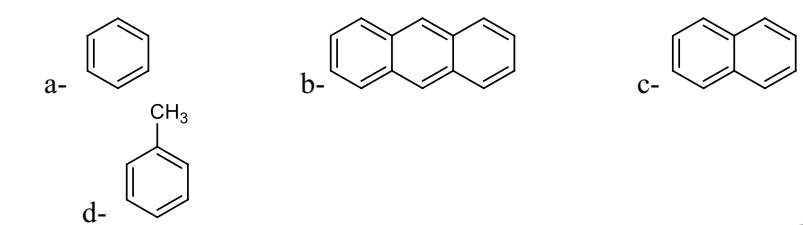 a- b- c-
CH₃
d-